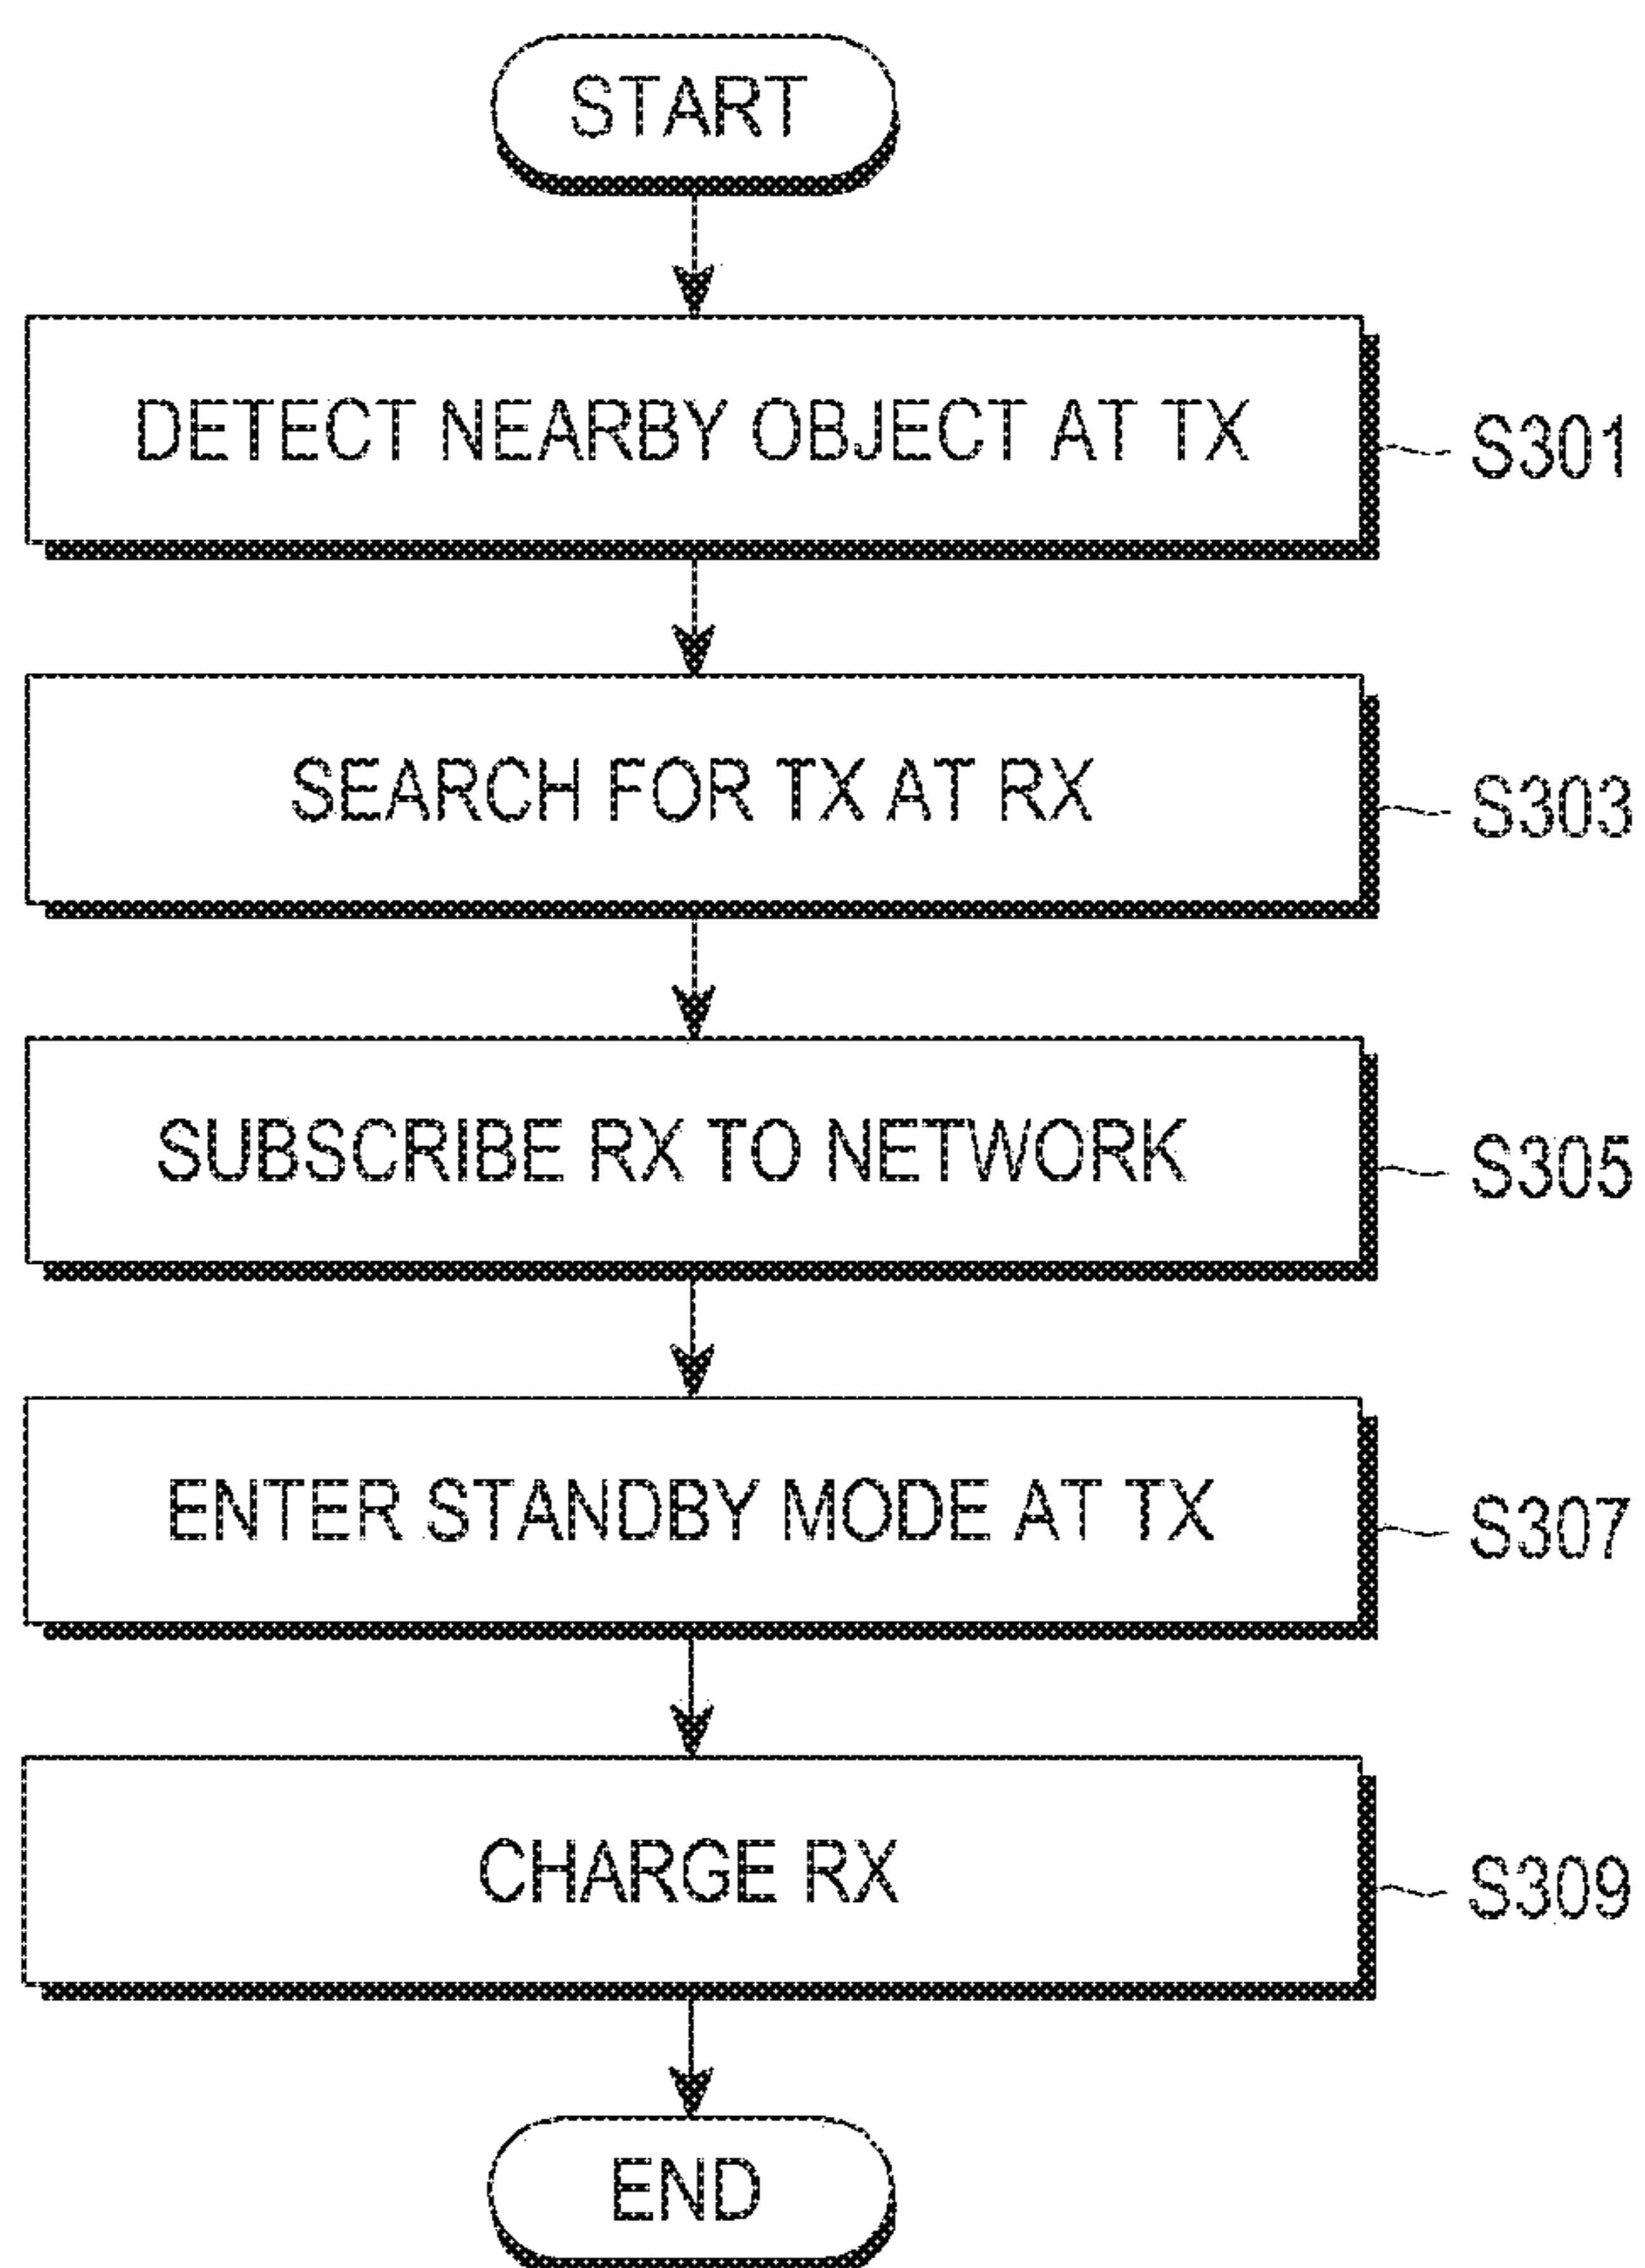 START
DETECT NEARBY OBJECT AT TX
S301
SEARCH FOR TX AT RX
S303
SUBSCRIBE RX TO NETWORK
S305
ENTER STANDBY MODE AT TX
S307
CHARGE RX
S309
END